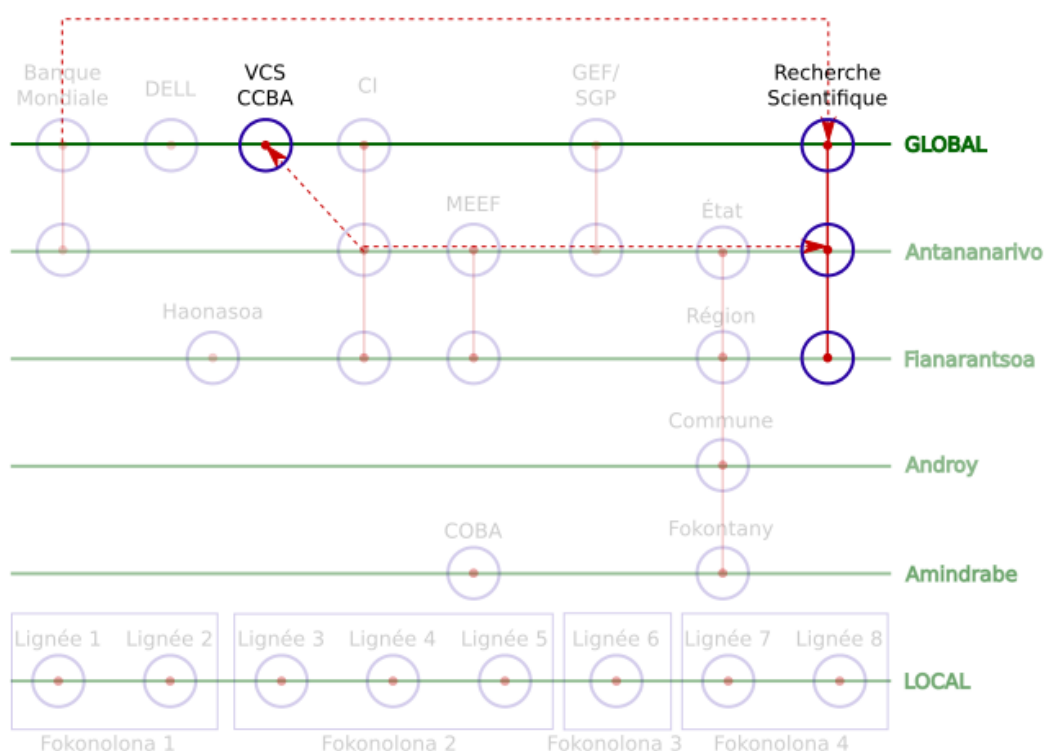 Banque
Mondiale
DELL
VCS
CCBA
CI
GEF/
SGP
Recherche
Scientifique
GLOBAL
MEEF
État
Antananarivo
Haonasoa
Région
Fianarantsoa
Commune
Androy
COBA
Fokontany
Amindrabe
Lignée 1
Lignée 2
Lignée 3
Lignée 4
Lignée 5
Lignée 6
Lignée 7
Lignée 8
LOCAL
Fokonolona 1
Fokonolona 2
Fokonolona 3
Fokonolona 4